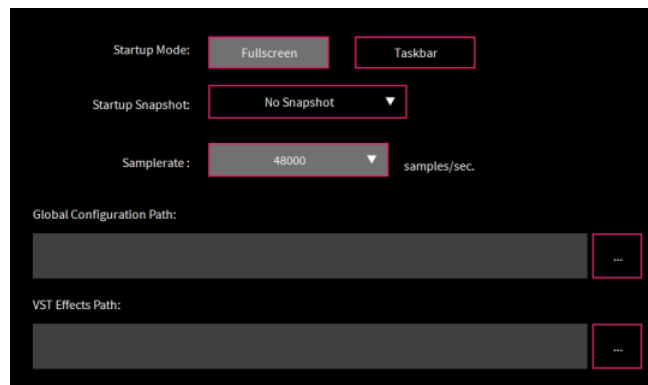 Startup Mode: Fullscreen Taskbar
Startup Snapshot: No Snapshot
Samplerate : 48000 samples/sec.
Global Configuration Path:
...
VST Effects Path:
...